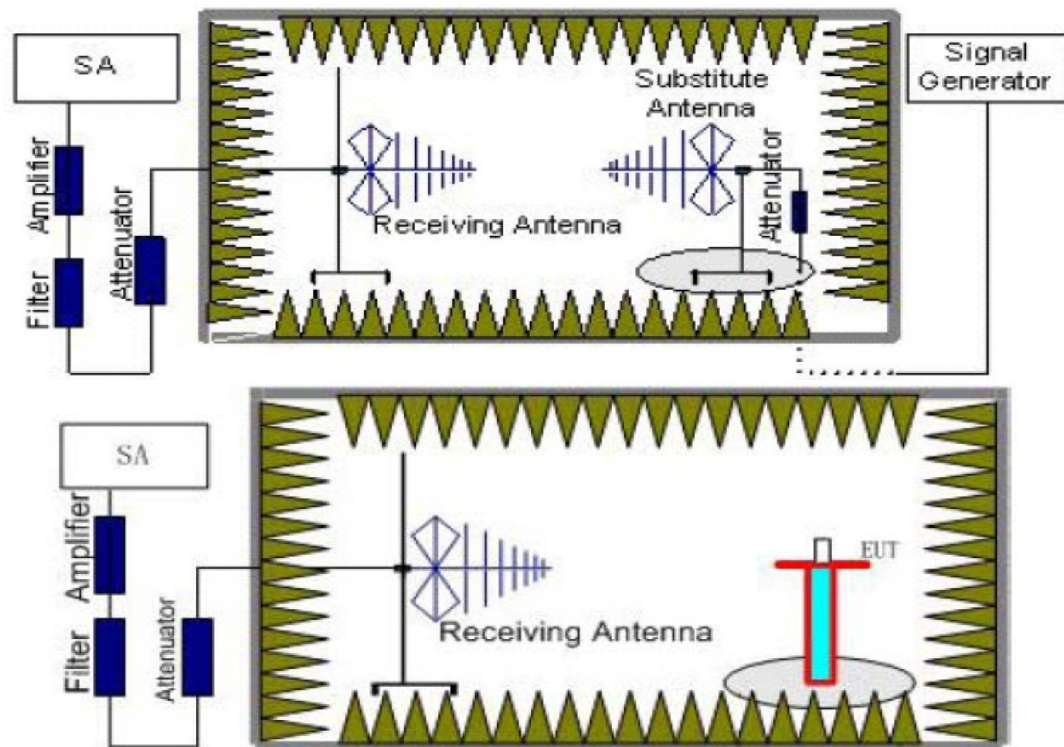 SA
Amplifier
Filter
Attenuator
Receiving Antenna
Substitute
Antenna
Attenuator
Signal
Generator
SA
Amplifier
Filter
Attenuator
Receiving Antenna
EUT